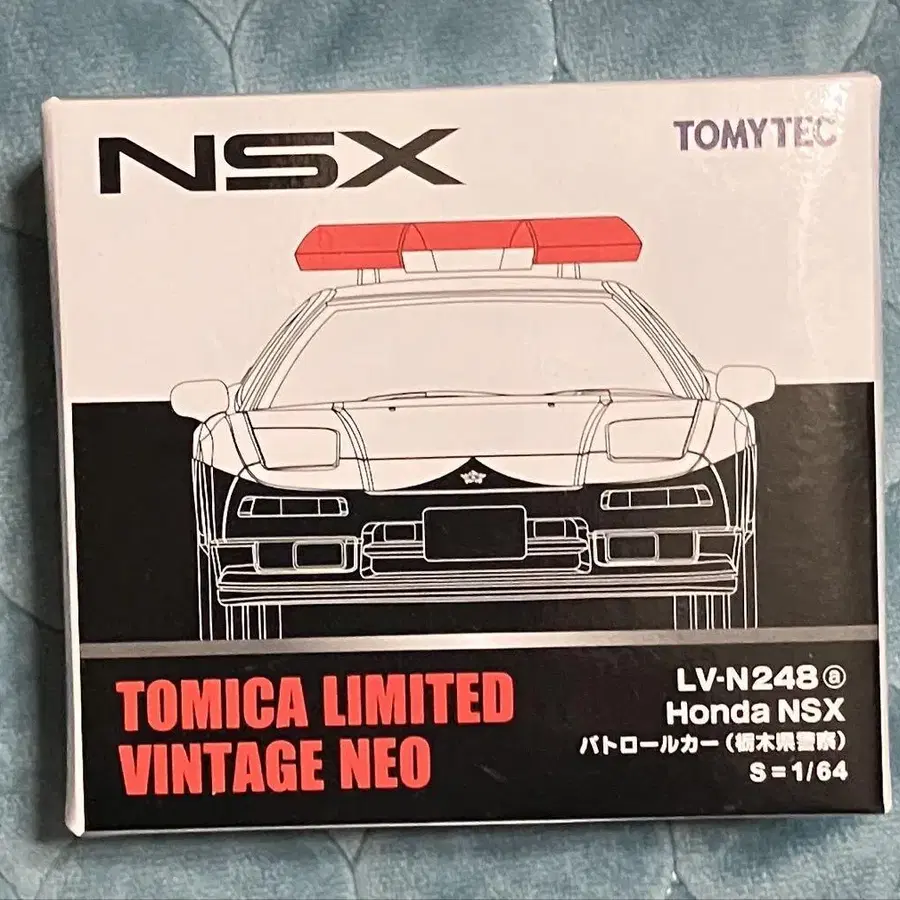 NSX
TOMYTEC
TOMICA LIMITED
VINTAGE NEO
LV-N248ⓐ
Honda NSX
パトロールカー（栃木県警察）
S=1/64